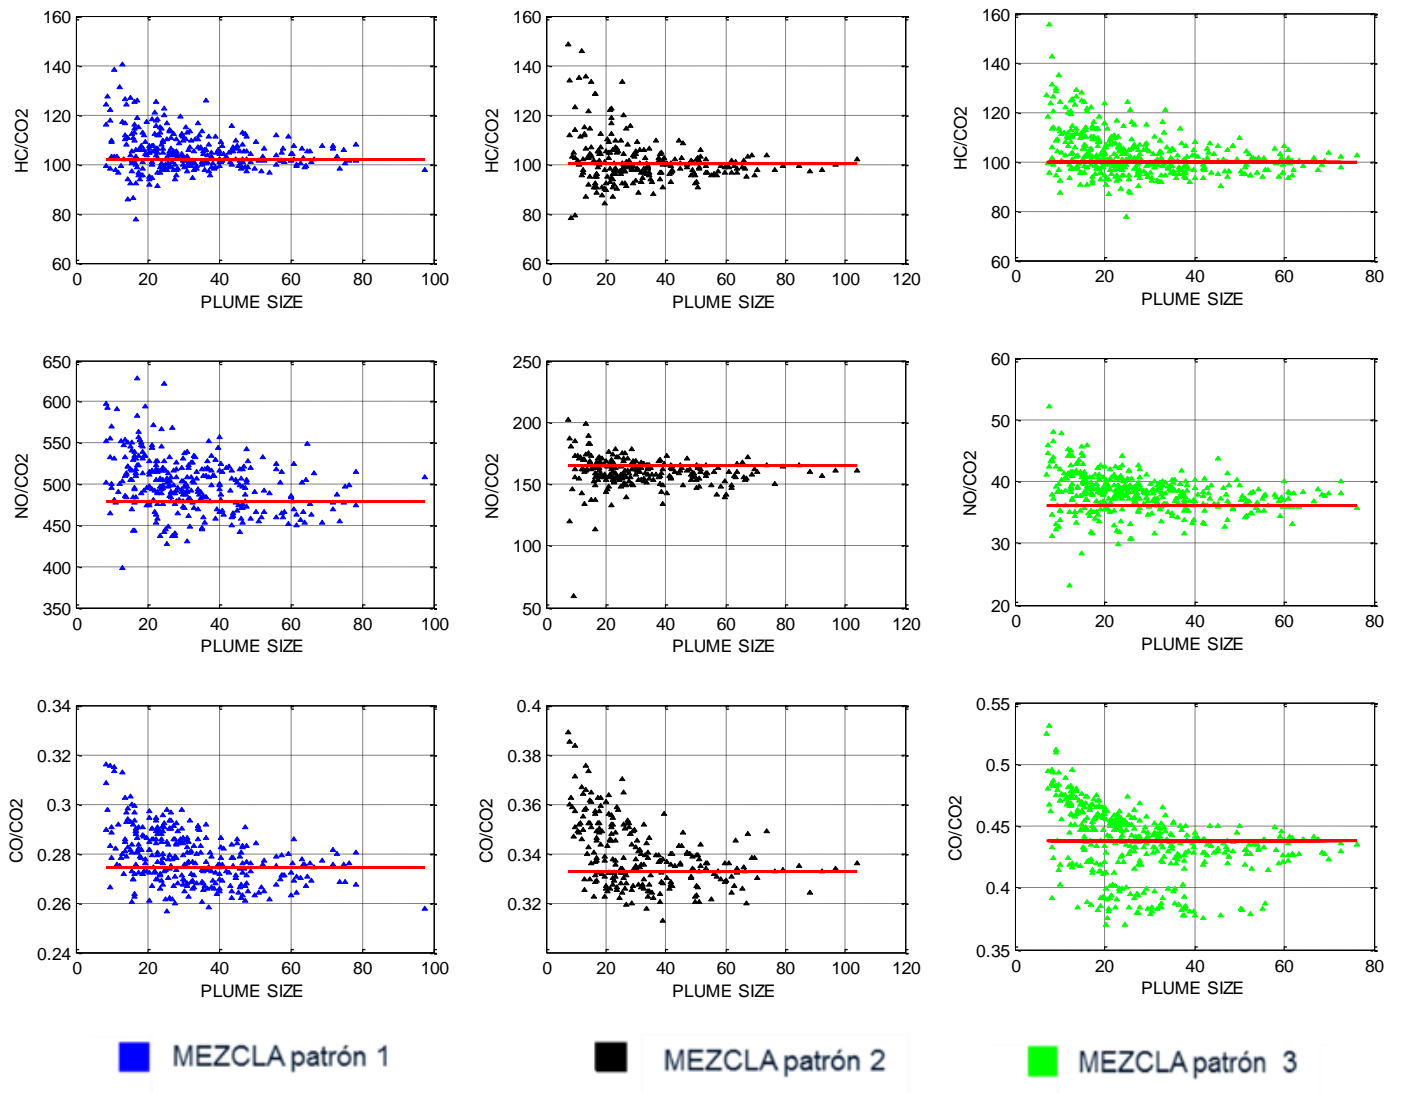 160
140
120
100
80
60
HC/CO2
0 20 40 60 80 100
PLUME SIZE
160
140
120
100
80
60
HC/CO2
0 20 40 60 80 100 120
PLUME SIZE
160
140
120
100
80
60
HC/CO2
0 20 40 60 80
PLUME SIZE
650
600
550
500
450
400
350
NO/CO2
0 20 40 60 80 100
PLUME SIZE
250
200
150
100
50
NO/CO2
0 20 40 60 80 100 120
PLUME SIZE
60
50
40
30
20
NO/CO2
0 20 40 60 80
PLUME SIZE
0.34
0.32
0.3
0.28
0.26
0.24
CO/CO2
0 20 40 60 80 100
PLUME SIZE
0.4
0.38
0.36
0.34
0.32
CO/CO2
0 20 40 60 80 100 120
PLUME SIZE
0.55
0.5
0.45
0.4
0.35
CO/CO2
0 20 40 60 80
PLUME SIZE
MEZCLA patrón 1
MEZCLA patrón 2
MEZCLA patrón 3